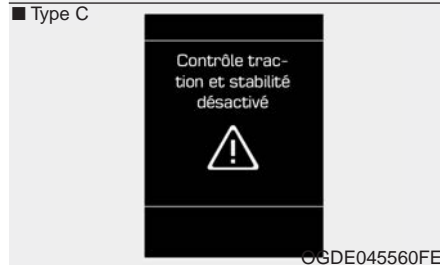 ■ Type C
Contrôle trac-
tion et stabilité
désactivé
OGDE045560FE